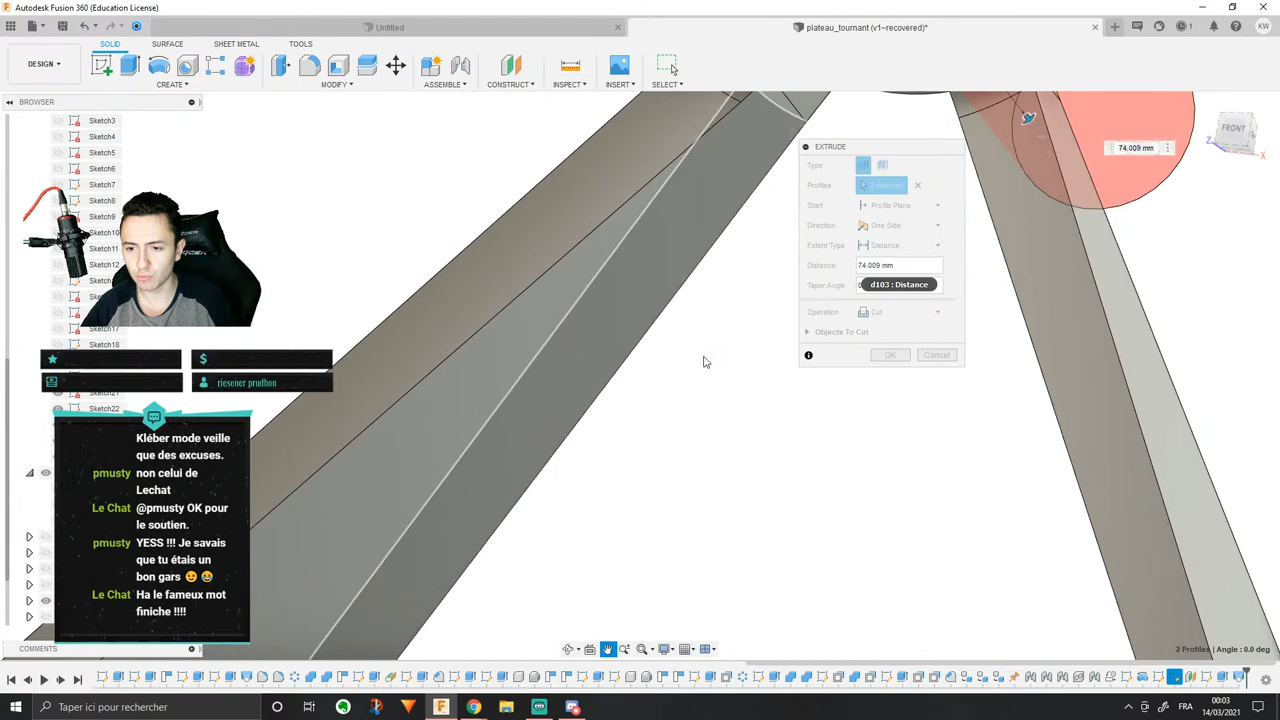 Autodesk Fusion 360 (Education License)
Untitled
plateau_tournant (v1~recovered)*
1
KW
SOLID
SURFACE
SHEET METAL
TOOLS
DESIGN
CREATE
MODIFY
ASSEMBLE
CONSTRUCT
INSPECT
INSERT
SELECT
BROWSER
Sketch3
Sketch4
Sketch5
Sketch6
Sketch7
Sketch8
Sketch9
Sketch10
Sketch11
Sketch12
Sketch17
Sketch18
Sketch22
FRONT
Z
X
74.009 mm
EXTRUDE
Type
Profiles
2 selected
Start
Profile Plane
Direction
One Side
Extent Type
Distance
Distance
74.009 mm
Taper Angle
d103 : Distance
Operation
Cut
Objects To Cut
OK
Cancel
riesener prudhon
Kléber mode veille
que des excuses.
pmusty non celui de
Lechat
Le Chat @pmusty OK pour
le soutien.
pmusty YESS !!! Je savais
que tu étais un
bon gars 😉 😂
Le Chat Ha le fameux mot
finiche !!!!
COMMENTS
2 Profiles | Angle : 0.0 deg
Taper ici pour rechercher
FRA
00:03
14/03/2021